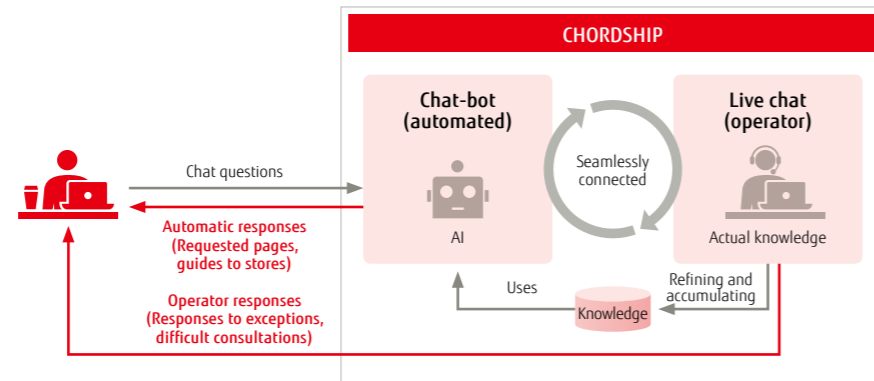 CHORDSHIP
Chat-bot
(automated)
Live chat
(operator)
Seamlessly
connected
AI
Actual knowledge
Chat questions
Automatic responses
(Requested pages,
guides to stores)
Operator responses
(Responses to exceptions,
difficult consultations)
Uses
Knowledge
Refining and
accumulating